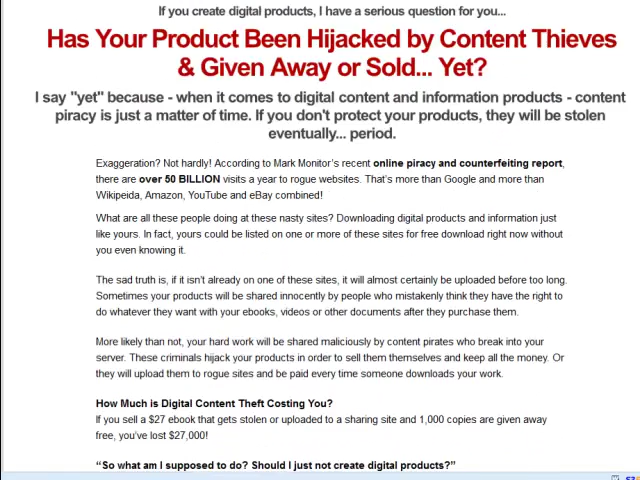 If you create digital products, I have a serious question for you...
Has Your Product Been Hijacked by Content Thieves
& Given Away or Sold... Yet?
I say "yet" because - when it comes to digital content and information products - content
piracy is just a matter of time. If you don't protect your products, they will be stolen
eventually... period.
Exaggeration? Not hardly! According to Mark Monitor's recent online piracy and counterfeiting report,
there are over 50 BILLION visits a year to rogue websites. That's more than Google and more than
Wikipeida, Amazon, YouTube and eBay combined!
What are all these people doing at these nasty sites? Downloading digital products and information just
like yours. In fact, yours could be listed on one or more of these sites for free download right now without
you even knowing it.
The sad truth is, if it isn't already on one of these sites, it will almost certainly be uploaded before too long.
Sometimes your products will be shared innocently by people who mistakenly think they have the right to
do whatever they want with your ebooks, videos or other documents after they purchase them.
More likely than not, your hard work will be shared maliciously by content pirates who break into your
server. These criminals hijack your products in order to sell them themselves and keep all the money. Or
they will upload them to rogue sites and be paid every time someone downloads your work.
How Much is Digital Content Theft Costing You?
If you sell a $27 ebook that gets stolen or uploaded to a sharing site and 1,000 copies are given away
free, you've lost $27,000!
“So what am I supposed to do? Should I just not create digital products?”